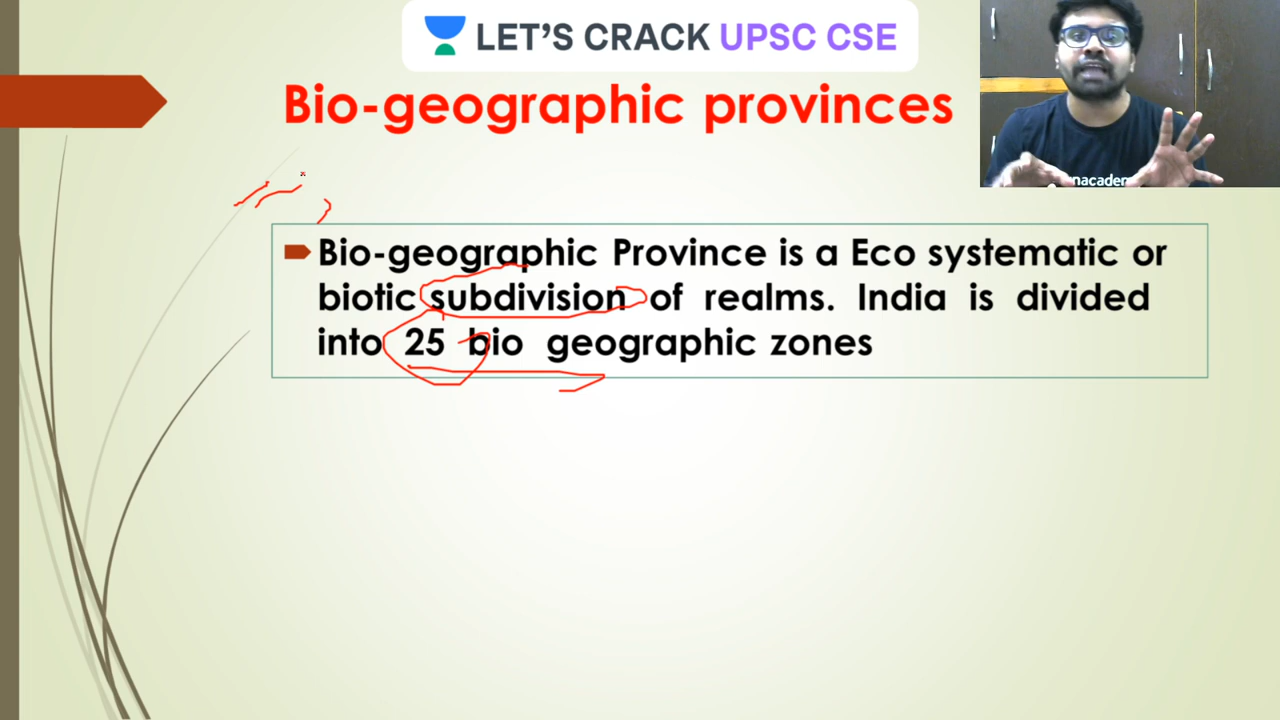 LET'S CRACK UPSC CSE
Bio-geographic provinces
Bio-geographic Province is a Eco systematic or
biotic subdivision of realms. India is divided
into 25 bio geographic zones